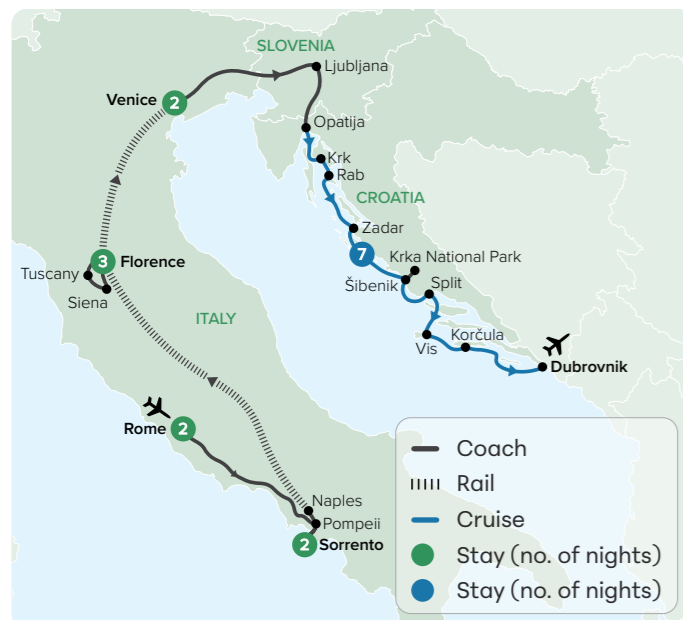 SLOVENIA
Ljubljana
Venice 2
Opatija
Krk
Rab
CROATIA
Zadar
7
Krka National Park
3 Florence
Tuscany
Šibenik
Split
Siena
ITALY
Korčula
Vis
Dubrovnik
Rome 2
Naples
Pompeii
2 Sorrento
Coach
Rail
Cruise
Stay (no. of nights)
Stay (no. of nights)